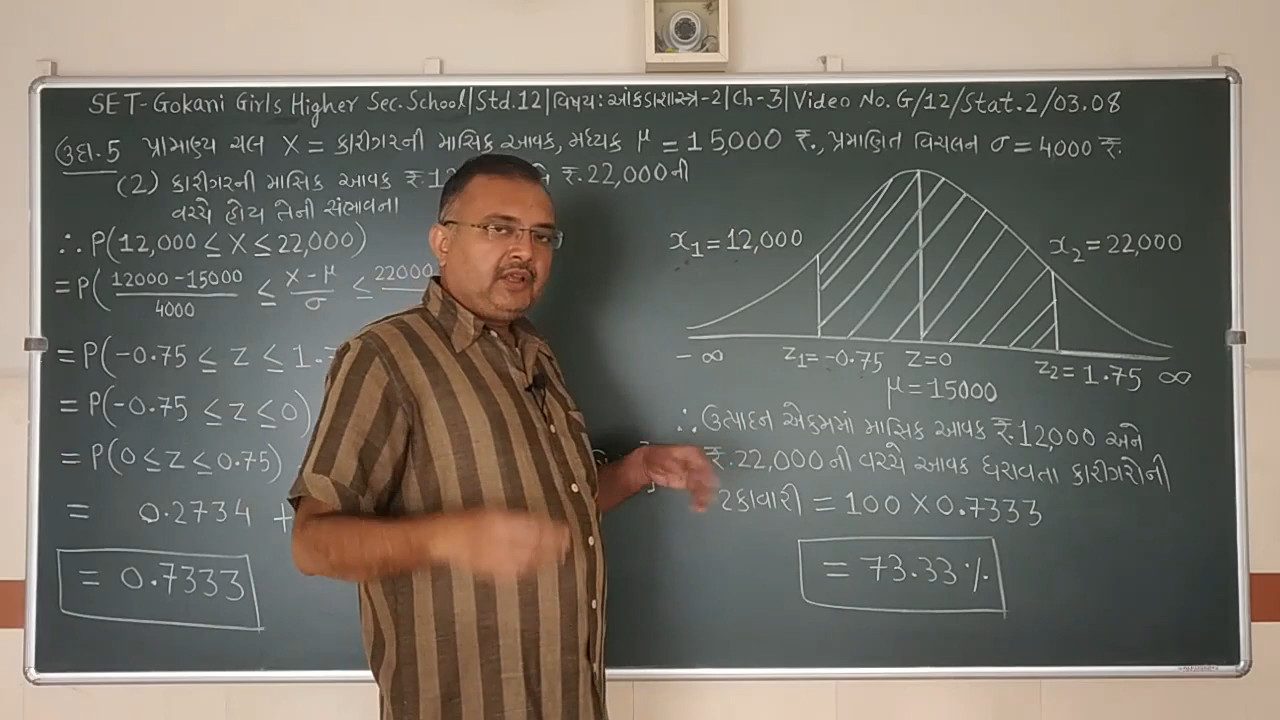 SET-Gokani Girls Higher Sec. School | Std.12 | વિષય: આંકડાશાસ્ત્ર-2 | Ch-3 | Video No. G/12/Stat.2/03.08
ઉદા.5 પ્રામાણ્ય ચલ X = કારીગરની માસિક આવક, મધ્યક μ = 15,000 ₹., પ્રમાણિત વિચલન σ = 4000 ₹.
(2) કારીગરની માસિક આવક ₹.12 ₹.22,000ની
વચ્ચે હોય તેની સંભાવના
∴ P(12,000 ≤ X ≤ 22,000)
= P( 12000 - 15000 / 4000 ≤ X - μ / σ ≤ 22000
= P(-0.75 ≤ Z ≤ 1.7
= P(-0.75 ≤ Z ≤ 0)
= P(0 ≤ Z ≤ 0.75)
= 0.2734 +
= 0.7333
x₁ = 12,000
x₂ = 22,000
-∞ Z₁ = -0.75 Z=0 Z₂ = 1.75 ∞
μ = 15000
∴ ઉત્પાદન એકમમાં માસિક આવક ₹.12,000 અને
₹.22,000 ની વચ્ચે આવક ધરાવતા કારીગરોની
ટકાવારી = 100 × 0.7333
= 73.33 %